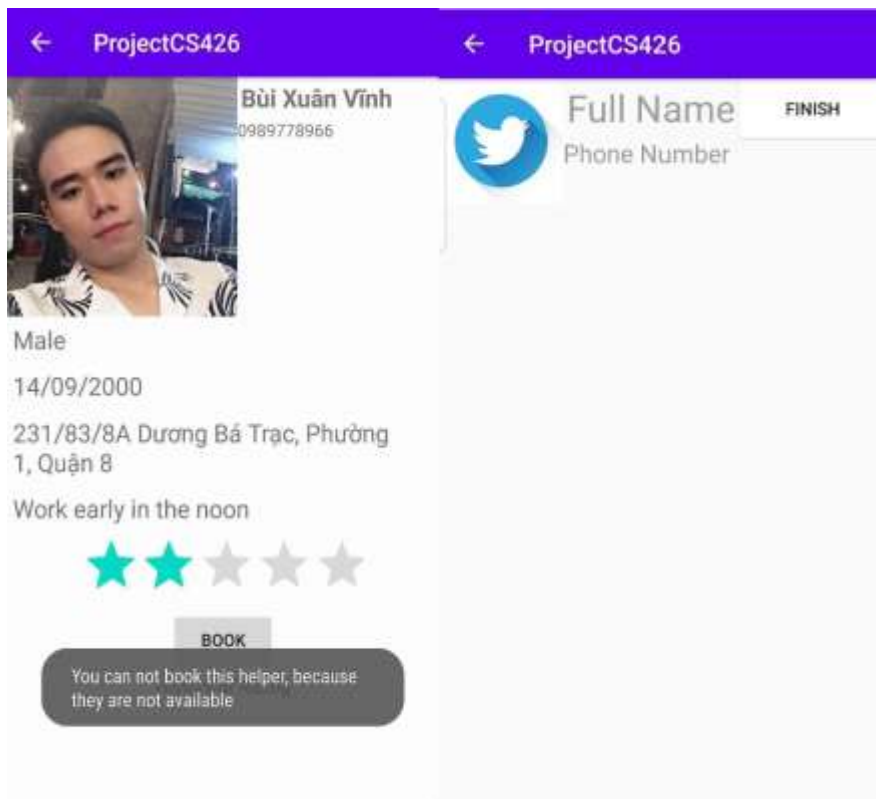 ProjectCS426
Bùi Xuân Vĩnh
0989778966
Male
14/09/2000
231/83/8A Dương Bá Trạc, Phường
1, Quận 8
Work early in the noon
BOOK
You can not book this helper, because
they are not available
ProjectCS426
Full Name
FINISH
Phone Number